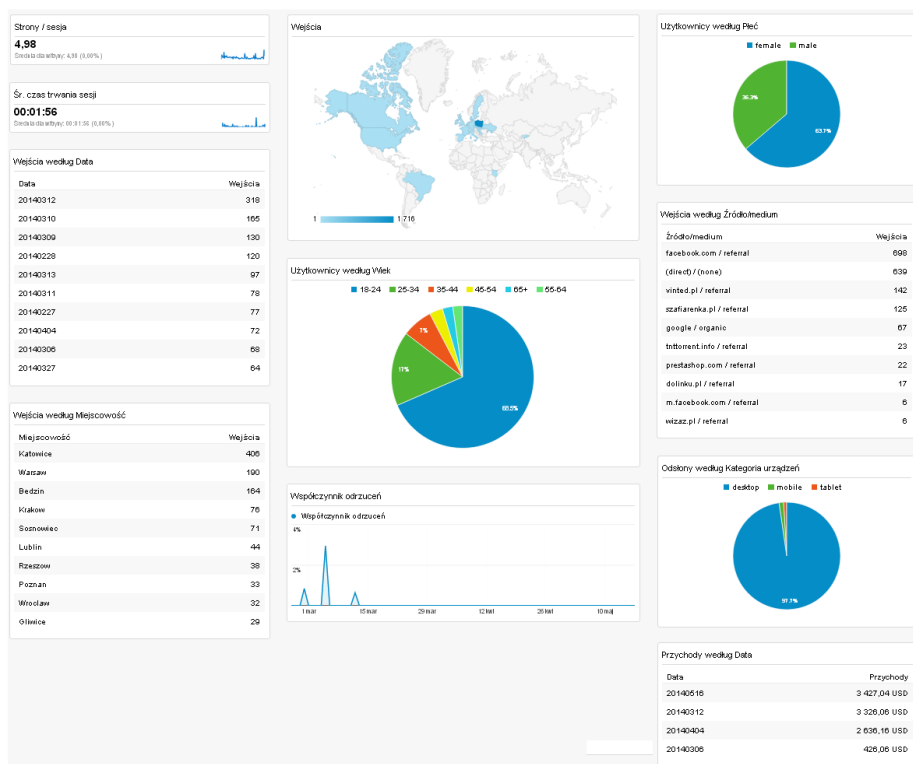 Strony / sesja
4,98
Średnia dla witryny: 4,98 (0,00%)
Śr. czas trwania sesji
00:01:56
Średnia dla witryny: 00:01:56 (0,00%)
Wejścia według Data
Data Wejścia
20140312 318
20140310 165
20140309 130
20140228 120
20140313 97
20140311 78
20140227 77
20140404 72
20140306 68
20140327 64
Wejścia według Miejscowość
Miejscowość Wejścia
Katowice 406
Warsaw 190
Bedzin 164
Krakow 76
Sosnowiec 71
Lublin 44
Rzeszow 38
Poznan 33
Wroclaw 32
Gliwice 29
Wejścia
1 1 716
Użytkownicy według Wiek
18-24 25-34 35-44 45-54 65+ 55-64
7%
17%
68,5%
Współczynnik odrzuceń
Współczynnik odrzuceń
4%
2%
1 mar 15 mar 29 mar 12 kwi 26 kwi 10 maj
Użytkownicy według Płeć
female male
36,3%
63,7%
Wejścia według Źródło/medium
Źródło/medium Wejścia
facebook.com / referral 698
(direct) / (none) 639
vinted.pl / referral 142
szafiarenka.pl / referral 125
google / organic 67
tnttorrent.info / referral 23
prestashop.com / referral 22
dolinku.pl / referral 17
m.facebook.com / referral 6
wizaz.pl / referral 6
Odsłony według Kategoria urządzeń
desktop mobile tablet
97,7%
Przychody według Data
Data Przychody
20140516 3 427,04 USD
20140312 3 326,06 USD
20140404 2 636,16 USD
20140306 426,06 USD